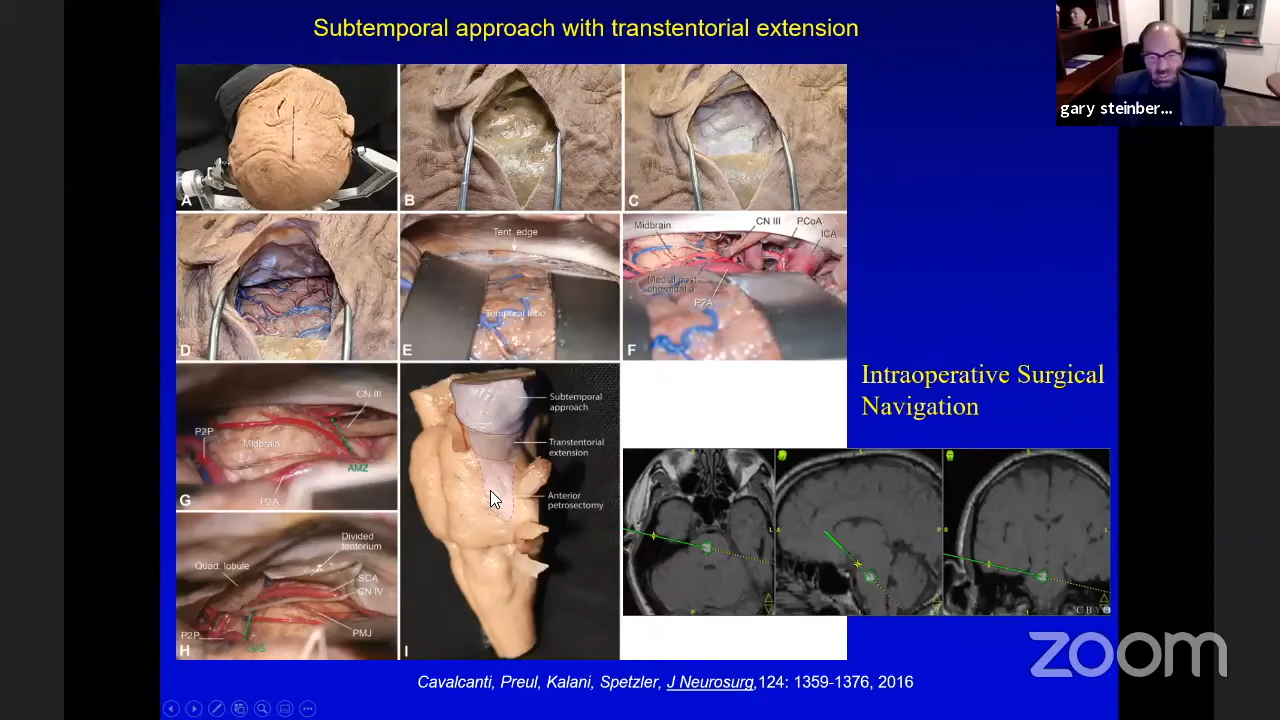 Subtemporal approach with transtentorial extension
gary steinber...
A
B
C
D
Tent. edge
Temporal lobe
E
Midbrain
CN III
PCoA
ICA
Medial post.
choroidal a.
P2A
F
CN III
P2P
Midbrain
AMZ
P2A
G
Divided
tentorium
Quad. lobule
SCA
CN IV
P2P
PMJ
H
Subtemporal
approach
Transtentorial
extension
Anterior
petrosectomy
I
Intraoperative Surgical
Navigation
Cavalcanti, Preul, Kalani, Spetzler, J Neurosurg,124: 1359-1376, 2016
zoom